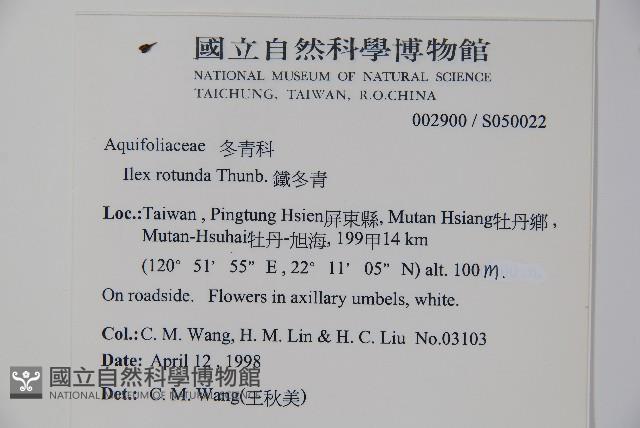 國立自然科學博物館
NATIONAL MUSEUM OF NATURAL SCIENCE
TAICHUNG, TAIWAN, R.O.CHINA
002900 / S050022
Aquifoliaceae 冬青科
Ilex rotunda Thunb. 鐵冬青
Loc.:Taiwan , Pingtung Hsien屏東縣, Mutan Hsiang牡丹鄉 ,
Mutan-Hsuhai牡丹-旭海, 199甲14 km
(120° 51' 55" E , 22° 11' 05" N) alt. 100 m.
On roadside. Flowers in axillary umbels, white.
Col.: C. M. Wang, H. M. Lin & H. C. Liu No.03103
Date: April 12 , 1998
國立自然科學博物館
NATIONAL MUSEUM OF NATURAL SCIENCE
Det.: C. M. Wang(王秋美)